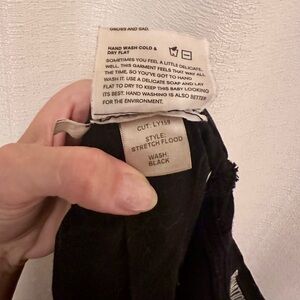 GROSS AND SAD.
HAND WASH COLD &
DRY FLAT
SOMETIMES YOU FEEL A LITTLE DELICATE.
WELL, THIS GARMENT FEELS THAT WAY ALL
THE TIME, SO YOU'VE GOT TO HAND
WASH IT. USE A DELICATE SOAP AND LAY
FLAT TO DRY TO KEEP THIS BABY LOOKING
ITS BEST. HAND WASHING IS ALSO BETTER
FOR THE ENVIRONMENT.
CUT: LY159
STYLE:
STRETCH FLOOD
WASH:
BLACK